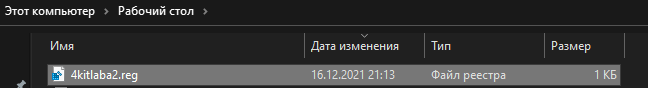 Этот компьютер > Рабочий стол >
Имя Дата изменения Тип Размер
4kitlaba2.reg 16.12.2021 21:13 Файл реестра 1 КБ